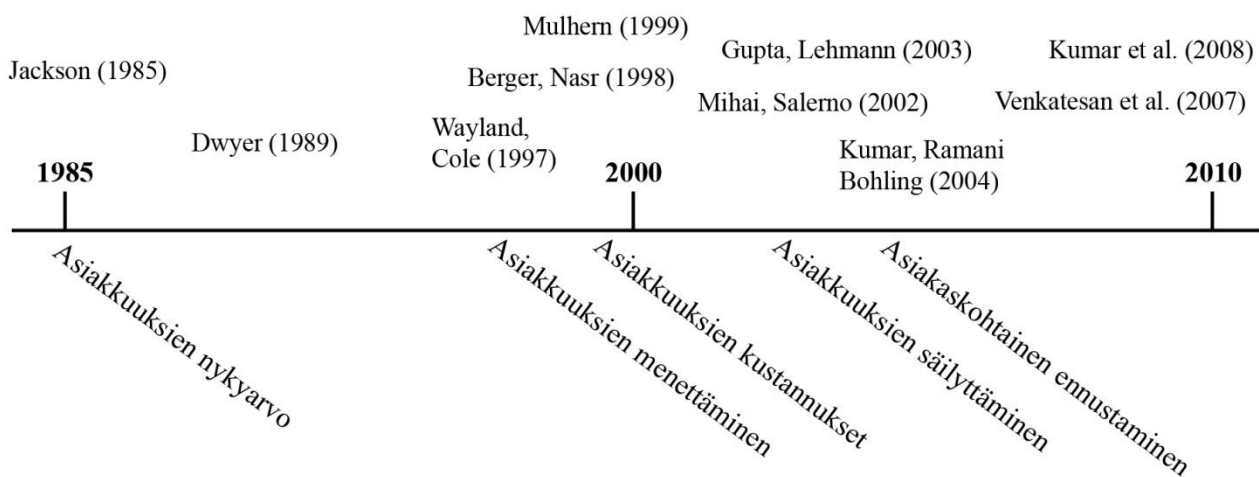 Mulhern (1999)
Gupta, Lehmann (2003)
Kumar et al. (2008)
Jackson (1985)
Berger, Nasr (1998)
Mihai, Salerno (2002)
Venkatesan et al. (2007)
Dwyer (1989)
Wayland,
Cole (1997)
Kumar, Ramani
Bohling (2004)
1985
2000
2010
Asiakkuuksien nykyarvo
Asiakkuuksien menettäminen
Asiakkuuksien kustannukset
Asiakkuuksien säilyttäminen
Asiakaskohtainen ennustaminen